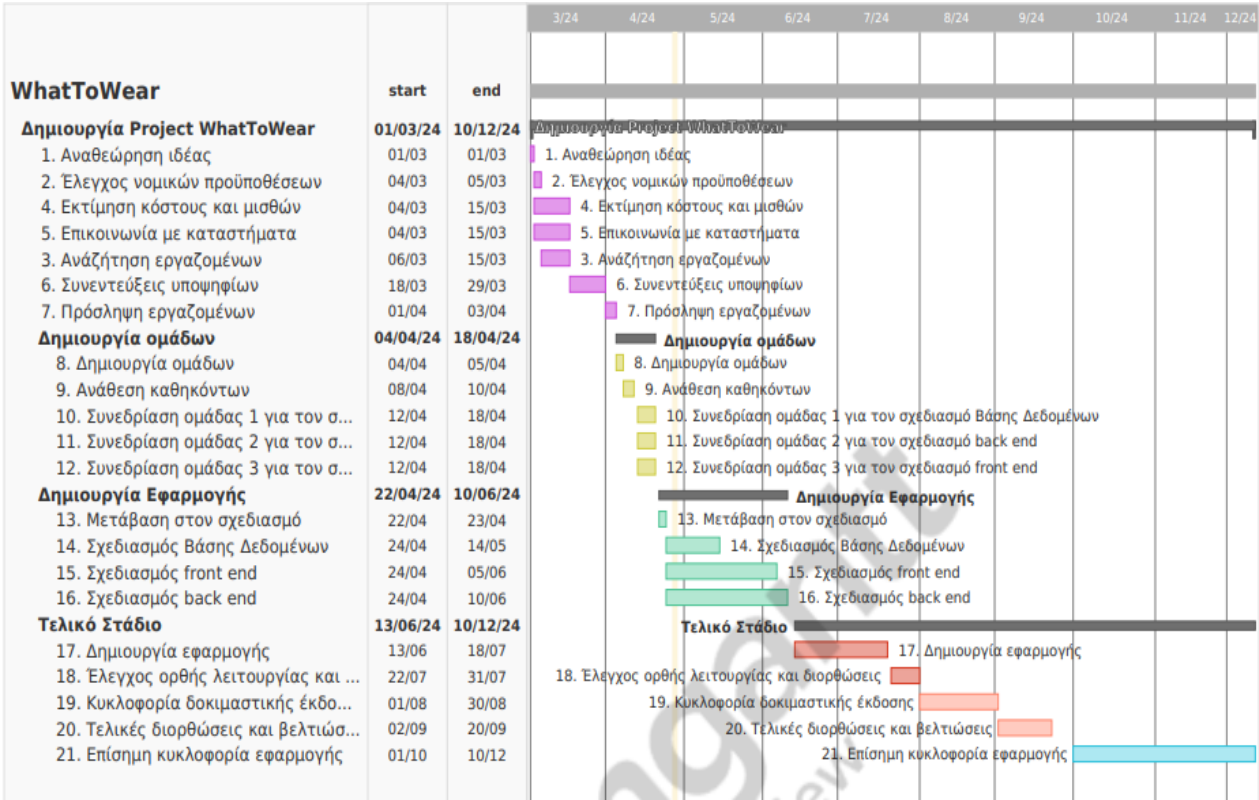 3/24 4/24 5/24 6/24 7/24 8/24 9/24 10/24 11/24 12/24
WhatToWear start end
Δημιουργία Project WhatToWear 01/03/24 10/12/24 Δημιουργία Project WhatToWear
1. Αναθεώρηση ιδέας 01/03 01/03 1. Αναθεώρηση ιδέας
2. Έλεγχος νομικών προϋποθέσεων 04/03 05/03 2. Έλεγχος νομικών προϋποθέσεων
4. Εκτίμηση κόστους και μισθών 04/03 15/03 4. Εκτίμηση κόστους και μισθών
5. Επικοινωνία με καταστήματα 04/03 15/03 5. Επικοινωνία με καταστήματα
3. Ανάζήτηση εργαζομένων 06/03 15/03 3. Ανάζήτηση εργαζομένων
6. Συνεντεύξεις υποψηφίων 18/03 29/03 6. Συνεντεύξεις υποψηφίων
7. Πρόσληψη εργαζομένων 01/04 03/04 7. Πρόσληψη εργαζομένων
Δημιουργία ομάδων 04/04/24 18/04/24 Δημιουργία ομάδων
8. Δημιουργία ομάδων 04/04 05/04 8. Δημιουργία ομάδων
9. Ανάθεση καθηκόντων 08/04 10/04 9. Ανάθεση καθηκόντων
10. Συνεδρίαση ομάδας 1 για τον σ... 12/04 18/04 10. Συνεδρίαση ομάδας 1 για τον σχεδιασμό Βάσης Δεδομένων
11. Συνεδρίαση ομάδας 2 για τον σ... 12/04 18/04 11. Συνεδρίαση ομάδας 2 για τον σχεδιασμό back end
12. Συνεδρίαση ομάδας 3 για τον σ... 12/04 18/04 12. Συνεδρίαση ομάδας 3 για τον σχεδιασμό front end
Δημιουργία Εφαρμογής 22/04/24 10/06/24 Δημιουργία Εφαρμογής
13. Μετάβαση στον σχεδιασμό 22/04 23/04 13. Μετάβαση στον σχεδιασμό
14. Σχεδιασμός Βάσης Δεδομένων 24/04 14/05 14. Σχεδιασμός Βάσης Δεδομένων
15. Σχεδιασμός front end 24/04 05/06 15. Σχεδιασμός front end
16. Σχεδιασμός back end 24/04 10/06 16. Σχεδιασμός back end
Τελικό Στάδιο 13/06/24 10/12/24 Τελικό Στάδιο
17. Δημιουργία εφαρμογής 13/06 18/07 17. Δημιουργία εφαρμογής
18. Έλεγχος ορθής λειτουργίας και ... 22/07 31/07 18. Έλεγχος ορθής λειτουργίας και διορθώσεις
19. Κυκλοφορία δοκιμαστικής έκδο... 01/08 30/08 19. Κυκλοφορία δοκιμαστικής έκδοσης
20. Τελικές διορθώσεις και βελτιώσ... 02/09 20/09 20. Τελικές διορθώσεις και βελτιώσεις
21. Επίσημη κυκλοφορία εφαρμογής 01/10 10/12 21. Επίσημη κυκλοφορία εφαρμογής